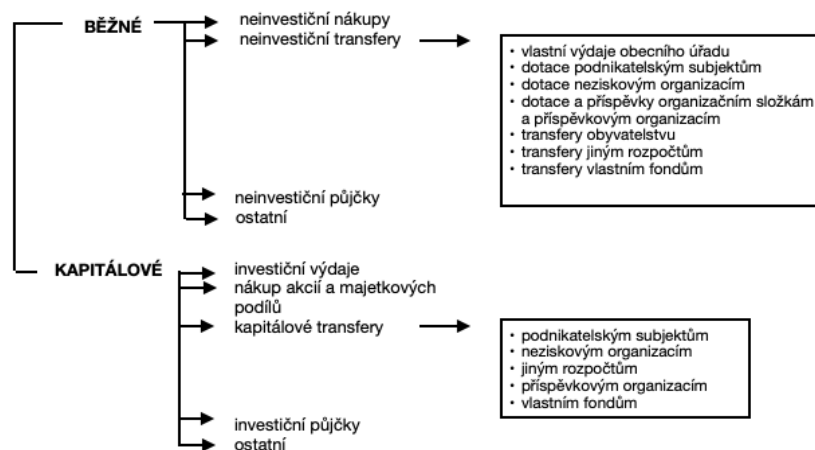 BĚŽNÉ
neinvestiční nákupy
neinvestiční transfery
• vlastní výdaje obecního úřadu
• dotace podnikatelským subjektům
• dotace neziskovým organizacím
• dotace a příspěvky organizačním složkám
a příspěvkovým organizacím
• transfery obyvatelstvu
• transfery jiným rozpočtům
• transfery vlastním fondům
neinvestiční půjčky
ostatní
KAPITÁLOVÉ
investiční výdaje
nákup akcií a majetkových
podílů
kapitálové transfery
• podnikatelským subjektům
• neziskovým organizacím
• jiným rozpočtům
• příspěvkovým organizacím
• vlastním fondům
investiční půjčky
ostatní